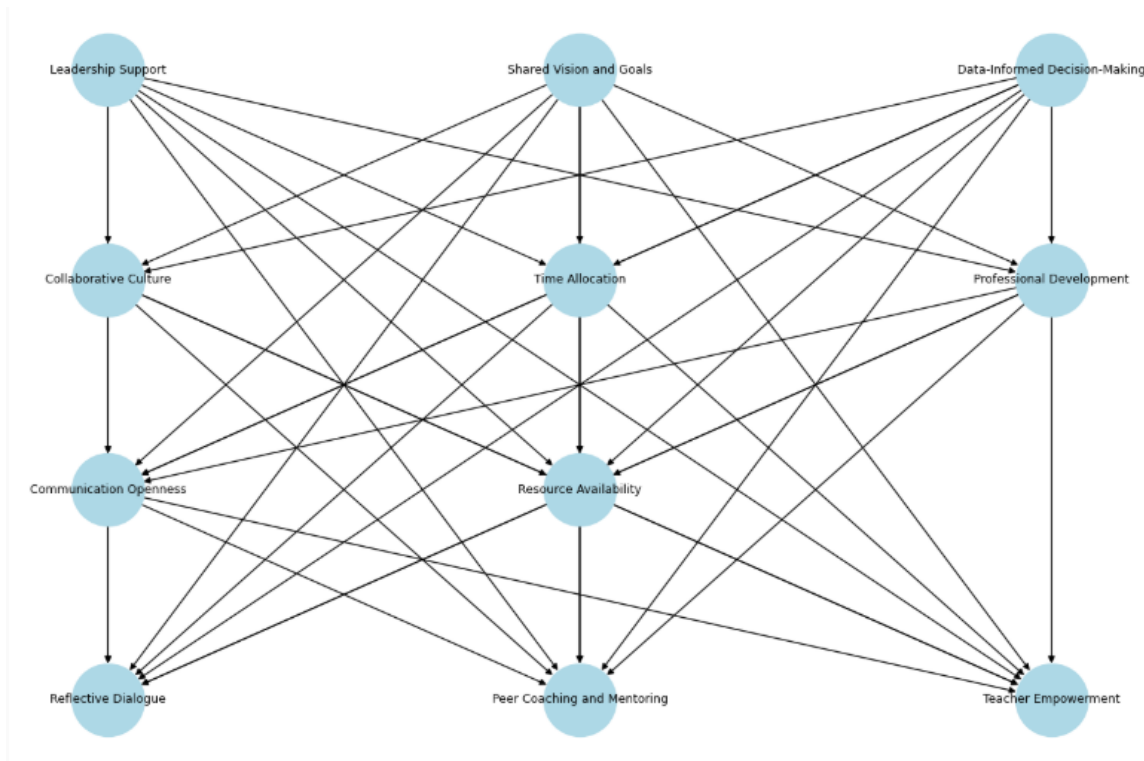 Leadership Support
Shared Vision and Goals
Data-Informed Decision-Making
Collaborative Culture
Time Allocation
Professional Development
Communication Openness
Resource Availability
Reflective Dialogue
Peer Coaching and Mentoring
Teacher Empowerment